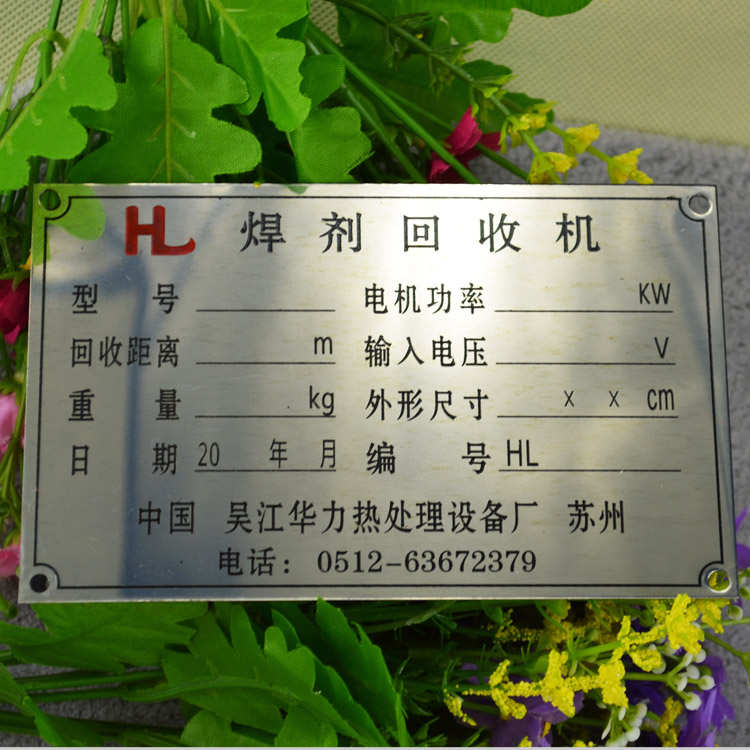 HL 焊剂回收机
型号 电机功率 KW
回收距离 m 输入电压 V
重量 kg 外形尺寸 x x cm
日期 20 年 月 编号 HL
中国 吴江华力热处理设备厂 苏州
电话: 0512-63672379